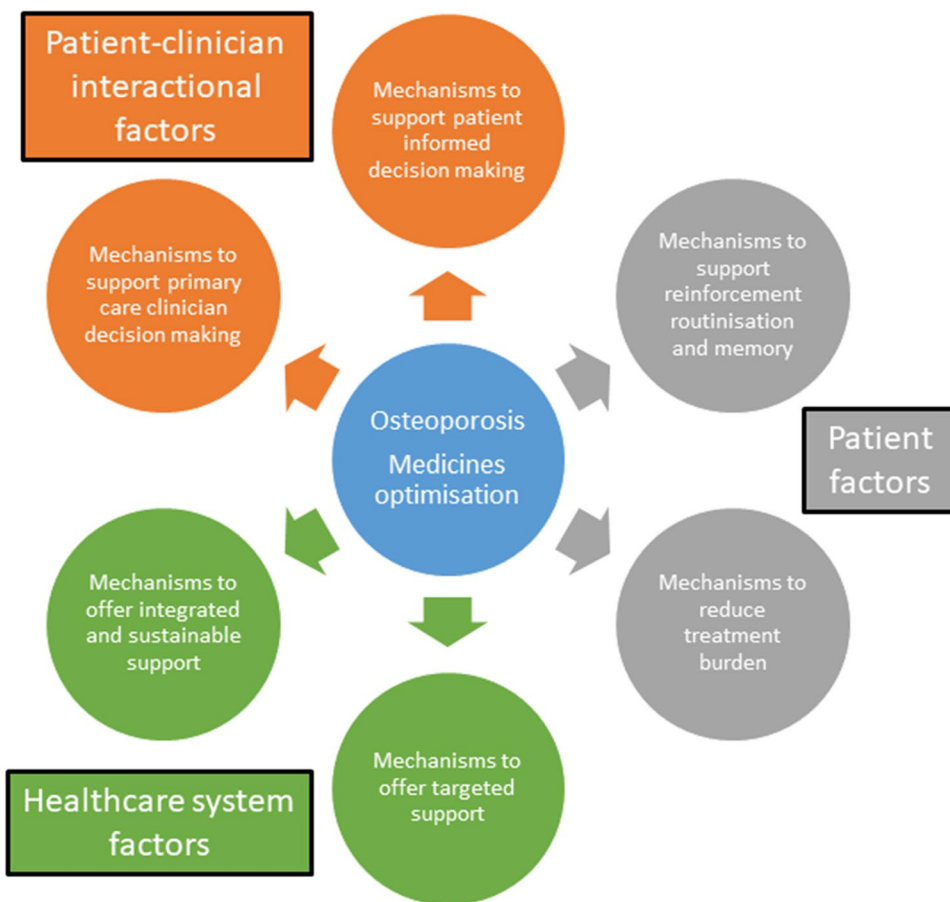 Patient-clinician
interactional
factors
Mechanisms to
support patient
informed
decision making
Mechanisms to
support primary
care clinician
decision making
Mechanisms to
support
reinforcement
routinisation
and memory
Osteoporosis
Medicines
optimisation
Patient
factors
Mechanisms to
offer integrated
and sustainable
support
Mechanisms to
reduce
treatment
burden
Mechanisms to
offer targeted
support
Healthcare system
factors